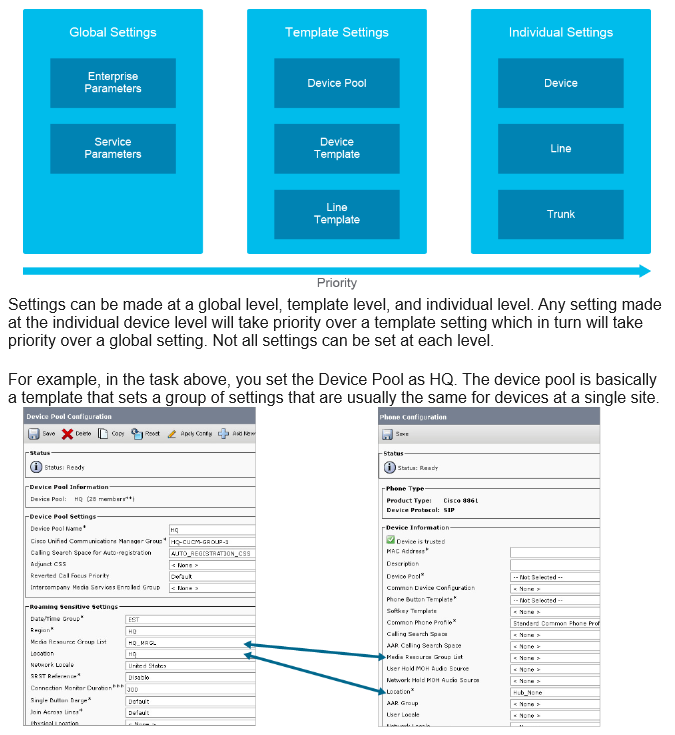 Global Settings
Enterprise
Parameters
Service
Parameters
Template Settings
Device Pool
Device
Template
Line
Template
Individual Settings
Device
Line
Trunk
Priority
Settings can be made at a global level, template level, and individual level. Any setting made
at the individual device level will take priority over a template setting which in turn will take
priority over a global setting. Not all settings can be set at each level.
For example, in the task above, you set the Device Pool as HQ. The device pool is basically
a template that sets a group of settings that are usually the same for devices at a single site.
Device Pool Configuration
Save Delete Copy Reset Apply Config Add New
Status
Status: Ready
Device Pool Information
Device Pool: HQ (28 members**)
Device Pool Settings
Device Pool Name* HQ
Cisco Unified Communications Manager Group* HQ-CUCM-GROUP-1
Calling Search Space for Auto-registration AUTO_REGISTRATION_CSS
Adjunct CSS < None >
Reverted Call Focus Priority Default
Intercompany Media Services Enrolled Group < None >
Roaming Sensitive Settings
Date/Time Group* EST
Region* HQ
Media Resource Group List HQ_MRGL
Location HQ
Network Locale United States
SRST Reference* Disable
Connection Monitor Duration*** 300
Single Button Barge* Default
Join Across Lines* Default
Physical Location < None >
Phone Configuration
Save
Status
Status: Ready
Phone Type
Product Type: Cisco 8861
Device Protocol: SIP
Device Information
Device is trusted
MAC Address*
Description
Device Pool* -- Not Selected --
Common Device Configuration < None >
Phone Button Template* -- Not Selected --
Softkey Template < None >
Common Phone Profile* Standard Common Phone Prof
Calling Search Space < None >
AAR Calling Search Space < None >
Media Resource Group List < None >
User Hold MOH Audio Source < None >
Network Hold MOH Audio Source < None >
Location* Hub_None
AAR Group < None >
User Locale < None >
Network Locale < None >